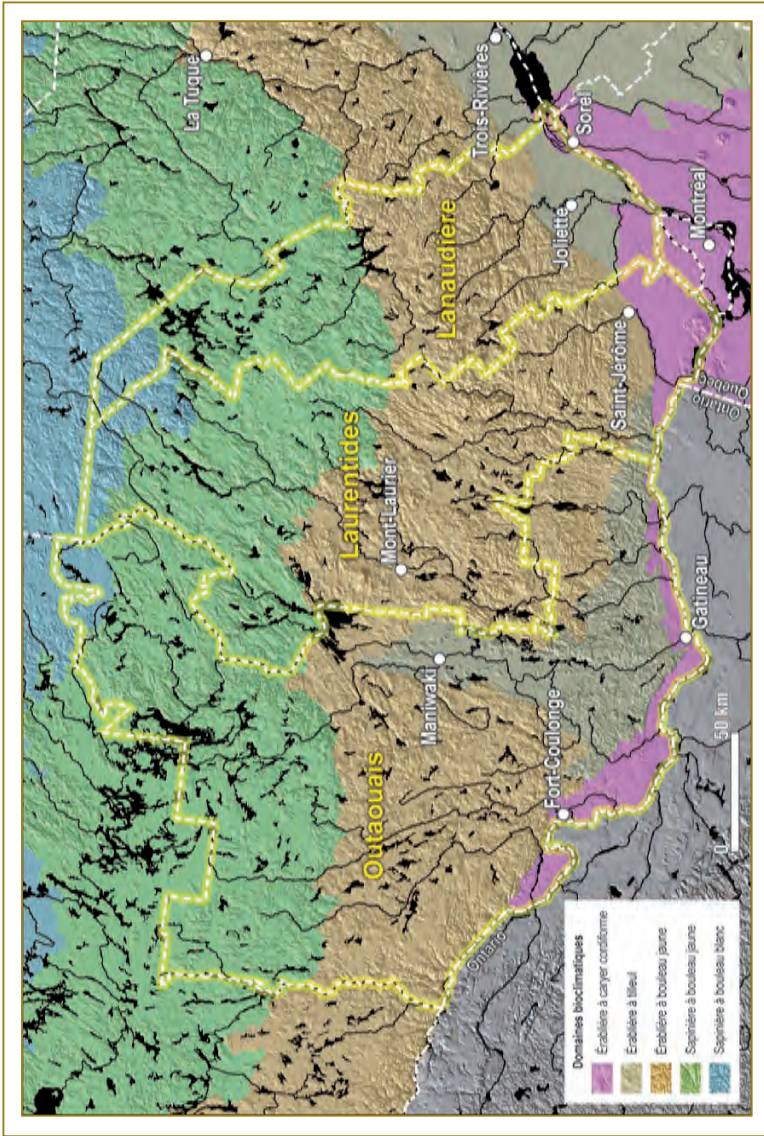 La Tuque
Trois-Rivières
Sorel
Joliette
Montréal
Lanaudière
Saint-Jérôme
Québec
Ontario
Laurentides
Mont-Laurier
Maniwaki
Gatineau
Outaouais
Fort-Coulonge
Ontario
0 50 km
Domaines bioclimatiques
Érablière à caryer cordiforme
Érablière à tilleul
Érablière à bouleau jaune
Sapinière à bouleau jaune
Sapinière à bouleau blanc